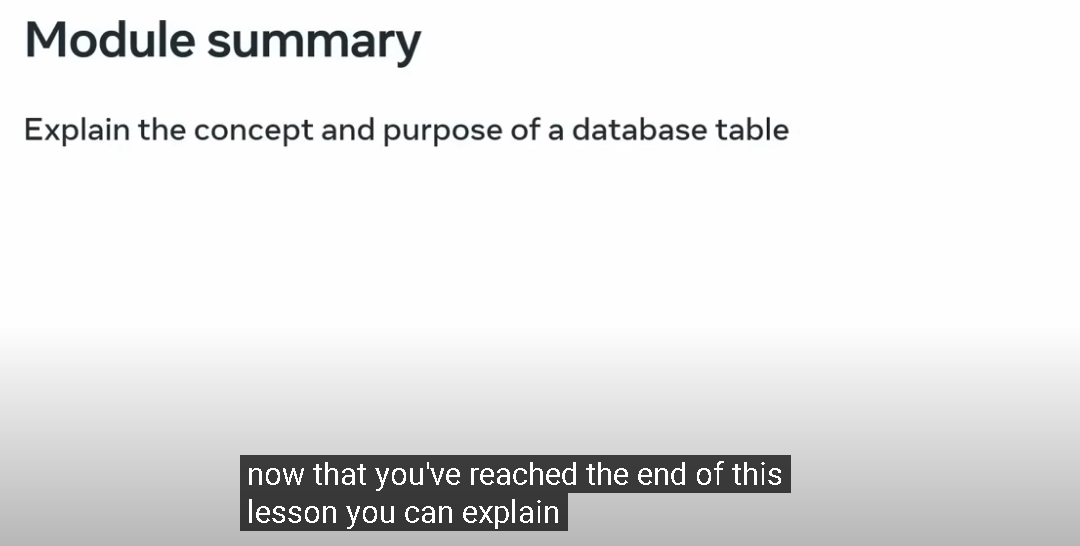 Module summary
Explain the concept and purpose of a database table
now that you've reached the end of this
lesson you can explain